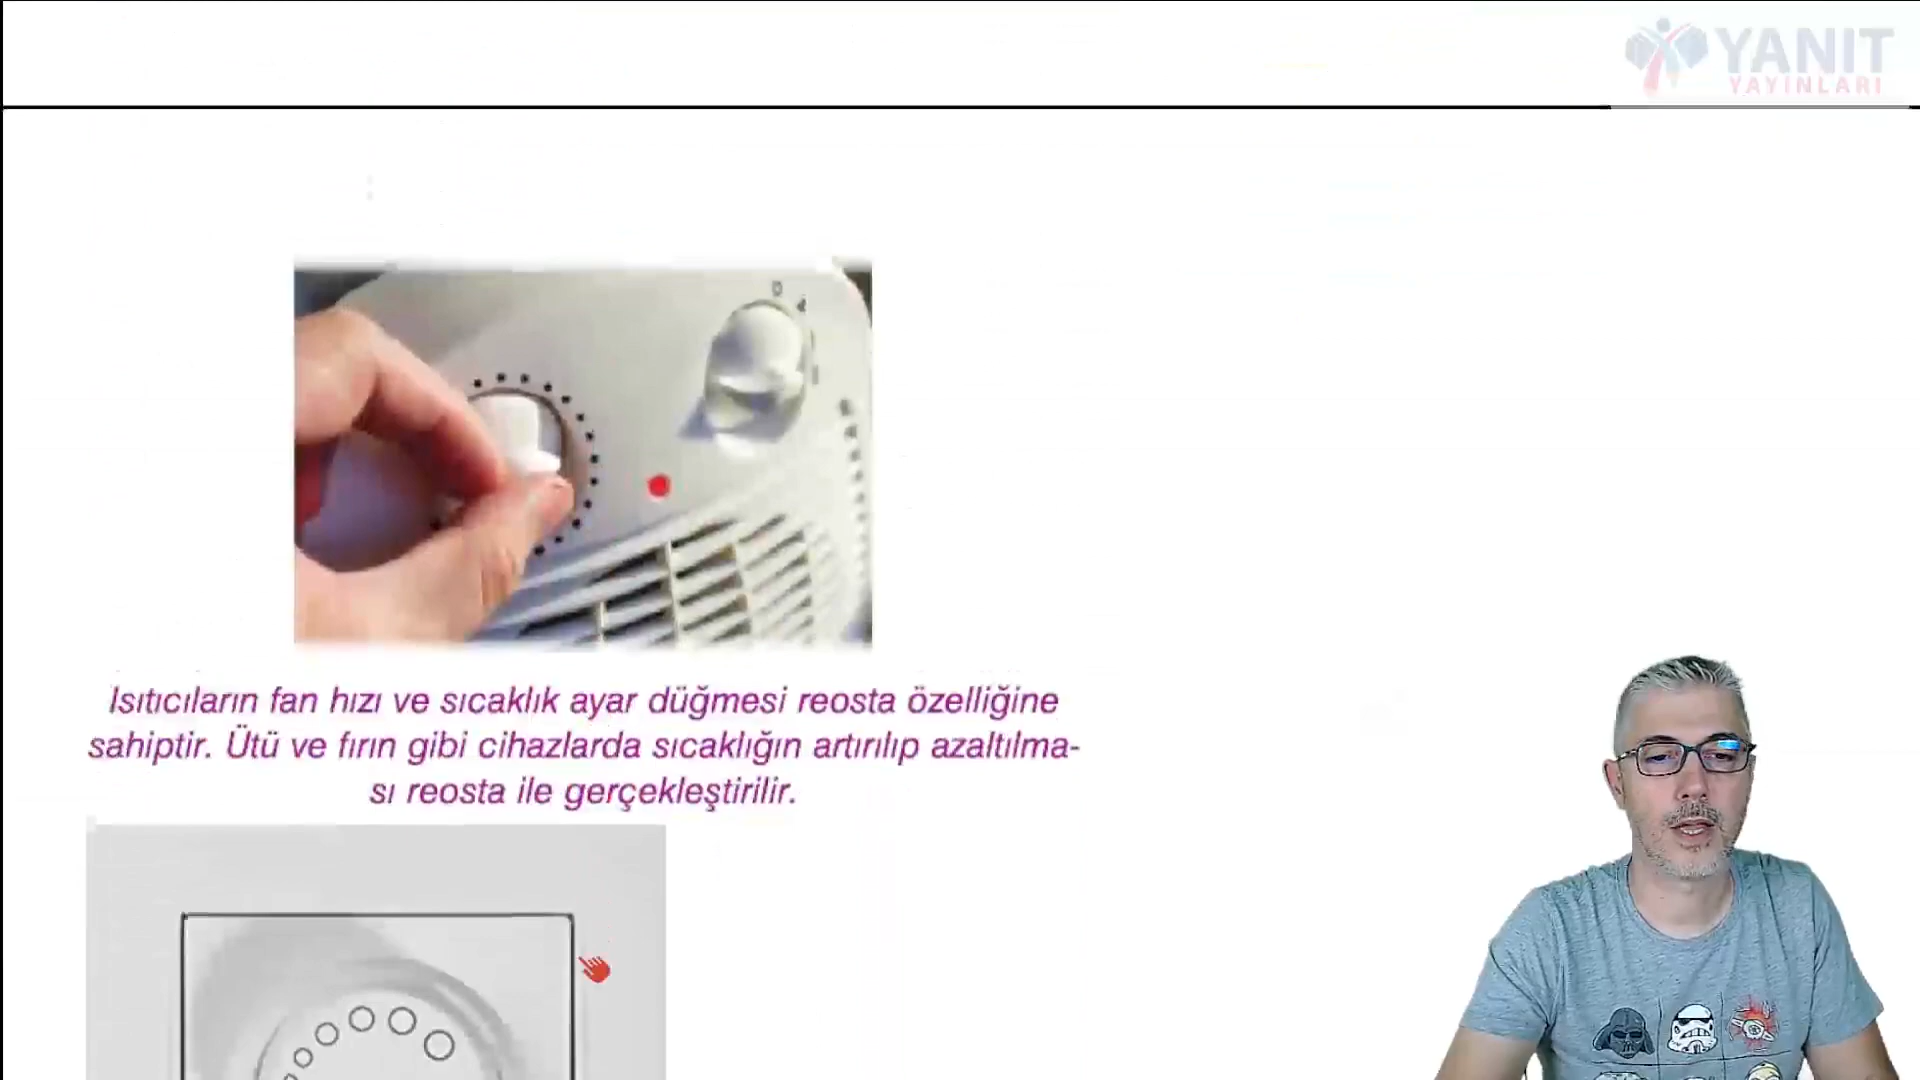 YANIT
YAYINLARI
Isıtıcıların fan hızı ve sıcaklık ayar düğmesi reosta özelliğine
sahiptir. Ütü ve fırın gibi cihazlarda sıcaklığın artırılıp azaltılma-
sı reosta ile gerçekleştirilir.